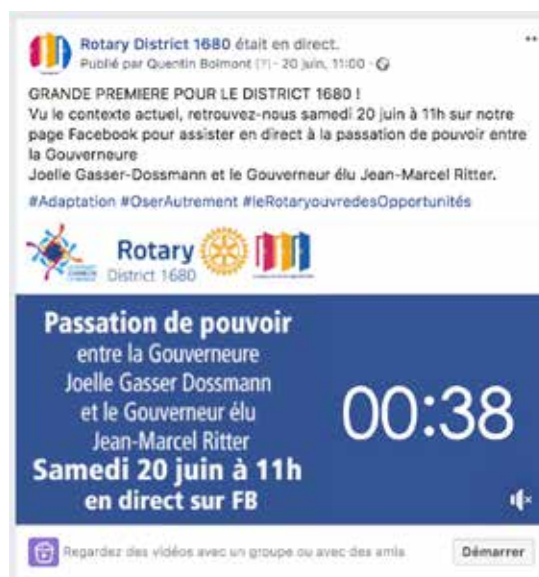 Rotary District 1680 était en direct.
Publié par Quentin Bolmont [?] · 20 juin, 11:00 ·
GRANDE PREMIERE POUR LE DISTRICT 1680 !
Vu le contexte actuel, retrouvez-nous samedi 20 juin à 11h sur notre
page Facebook pour assister en direct à la passation de pouvoir entre
la Gouverneure
Joelle Gasser-Dossmann et le Gouverneur élu Jean-Marcel Ritter.
#Adaptation #OserAutrement #leRotaryouvredesOpportunités
Rotary
District 1680
Passation de pouvoir
entre la Gouverneure
Joelle Gasser Dossmann
et le Gouverneur élu
Jean-Marcel Ritter
Samedi 20 juin à 11h
en direct sur FB
00:38
Regardez des vidéos avec un groupe ou avec des amis
Démarrer